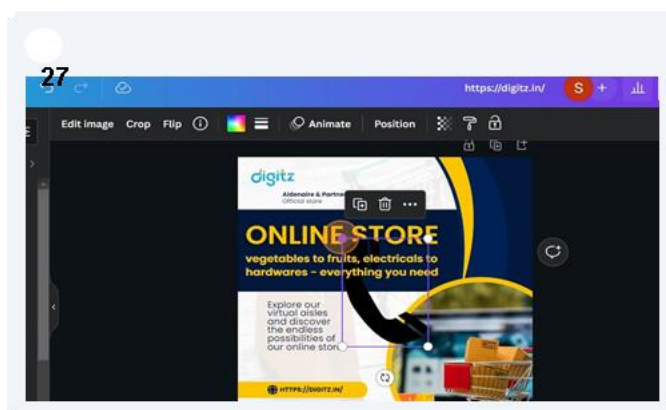 27
https://digitz.in/
S +
Edit image Crop Flip Animate Position
digitz
Aldenaire & Partner
Official store
ONLINE STORE
vegetables to fruits, electricals to
hardwares - everything you need
Explore our
virtual aisles
and discover
the endless
possibilities of
our online store
HTTPS://DIGITZ.IN/